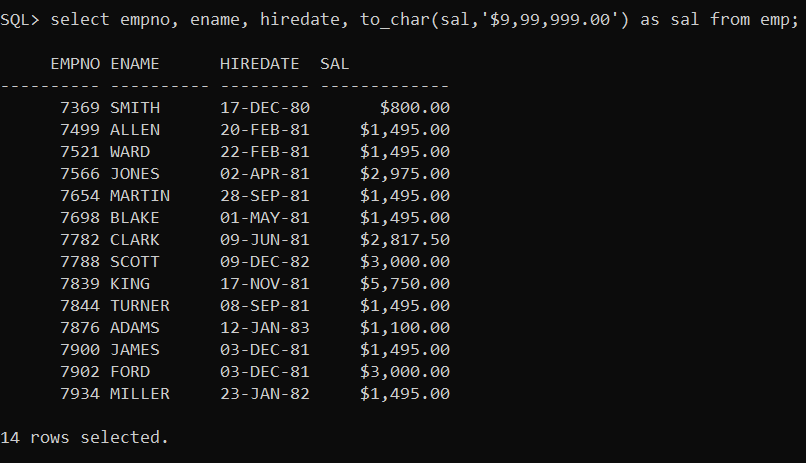 SQL> select empno, ename, hiredate, to_char(sal,'$9,99,999.00') as sal from emp;
     EMPNO ENAME      HIREDATE  SAL
---------- ---------- --------- -------------
      7369 SMITH      17-DEC-80       $800.00
      7499 ALLEN      20-FEB-81     $1,495.00
      7521 WARD       22-FEB-81     $1,495.00
      7566 JONES      02-APR-81     $2,975.00
      7654 MARTIN     28-SEP-81     $1,495.00
      7698 BLAKE      01-MAY-81     $1,495.00
      7782 CLARK      09-JUN-81     $2,817.50
      7788 SCOTT      09-DEC-82     $3,000.00
      7839 KING       17-NOV-81     $5,750.00
      7844 TURNER     08-SEP-81     $1,495.00
      7876 ADAMS      12-JAN-83     $1,100.00
      7900 JAMES      03-DEC-81     $1,495.00
      7902 FORD       03-DEC-81     $3,000.00
      7934 MILLER     23-JAN-82     $1,495.00
14 rows selected.